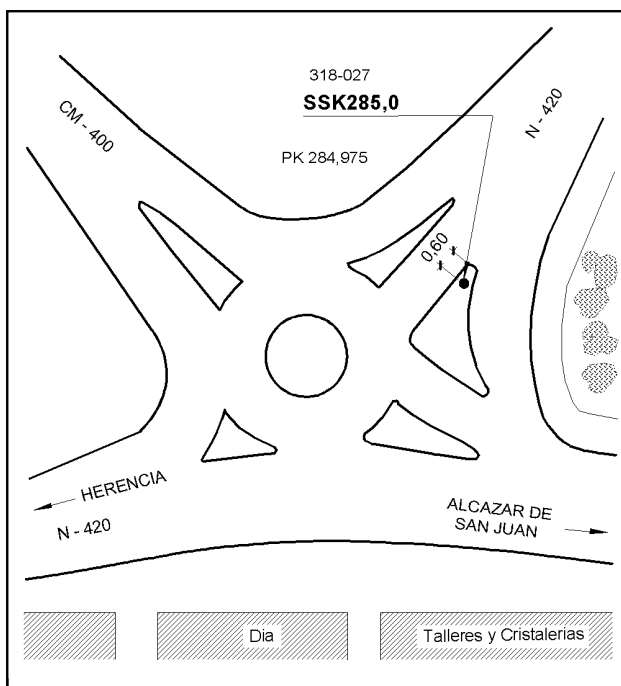 318-027
SSK285,0
PK 284,975
CM - 400
N - 420
0,60
HERENCIA
N - 420
ALCAZAR DE
SAN JUAN
Dia
Talleres y Cristalerias